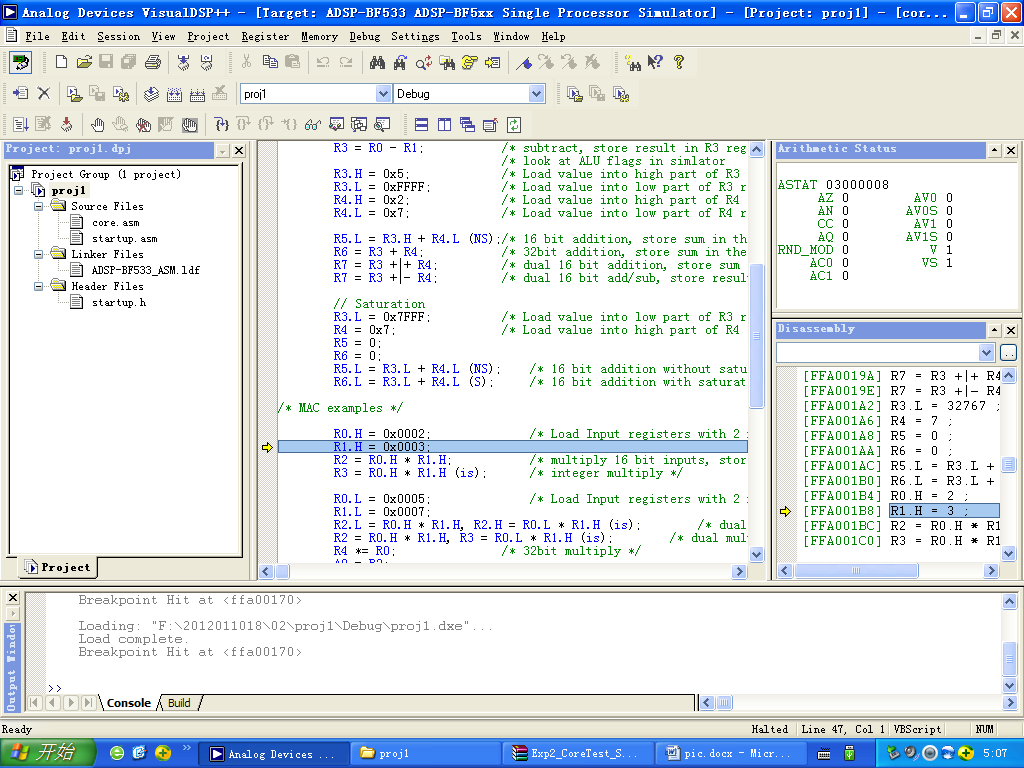 Analog Devices VisualDSP++ - [Target: ADSP-BF533 ADSP-BF5xx Single Processor Simulator] - [Project: proj1] - [cor...
File Edit Session View Project Register Memory Debug Settings Tools Window Help
proj1 Debug
Project: proj1.dpj
Project Group (1 project)
proj1
Source Files
core.asm
startup.asm
Linker Files
ADSP-BF533_ASM.ldf
Header Files
startup.h
Project
R3 = R0 - R1; /* subtract, store result in R3 reg
/* look at ALU flags in simlator
R3.H = 0x5; /* Load value into high part of R3
R3.L = 0xFFFF; /* Load value into low part of R3 r
R4.H = 0x2; /* Load value into high part of R4
R4.L = 0x7; /* Load value into low part of R4 r
R5.L = R3.H + R4.L (NS);/* 16 bit addition, store sum in th
R6 = R3 + R4; /* 32bit addition, store sum in the
R7 = R3 +|+ R4; /* dual 16 bit addition, store sum
R7 = R3 +|- R4; /* dual 16 bit add/sub, store resul
// Saturation
R3.L = 0x7FFF; /* Load value into low part of R3 r
R4 = 0x7; /* Load value into high part of R4
R5 = 0;
R6 = 0;
R5.L = R3.L + R4.L (NS); /* 16 bit addition without satu
R6.L = R3.L + R4.L (S); /* 16 bit addition with saturat
/* MAC examples */
R0.H = 0x0002; /* Load Input registers with 2
R1.H = 0x0003;
R2 = R0.H * R1.H; /* multiply 16 bit inputs, stor
R3 = R0.H * R1.H (is); /* integer multiply */
R0.L = 0x0005; /* Load Input registers with 2
R1.L = 0x0007;
R2.L = R0.H * R1.H, R2.H = R0.L * R1.H (is); /* dual
R2 = R0.H * R1.H, R3 = R0.L * R1.H (is); /* dual mul
R4 *= R0; /* 32bit multiply */
Arithmetic Status
ASTAT 03000008
AZ 0 AV0 0
AN 0 AV0S 0
CC 0 AV1 0
AQ 0 AV1S 0
RND_MOD 0 V 1
AC0 0 VS 1
AC1 0
Disassembly
[FFA0019A] R7 = R3 +|+ R4
[FFA0019E] R7 = R3 +|- R4
[FFA001A2] R3.L = 32767 ;
[FFA001A6] R4 = 7 ;
[FFA001A8] R5 = 0 ;
[FFA001AA] R6 = 0 ;
[FFA001AC] R5.L = R3.L +
[FFA001B0] R6.L = R3.L +
[FFA001B4] R0.H = 2 ;
[FFA001B8] R1.H = 3 ;
[FFA001BC] R2 = R0.H * R1
[FFA001C0] R3 = R0.H * R1
Output Windo
Breakpoint Hit at <ffa00170>
Loading: "F:\2012011018\02\proj1\Debug\proj1.dxe"...
Load complete.
Breakpoint Hit at <ffa00170>
>>
Console Build
Ready Halted Line 47, Col 1 VBScript NUM
开始 Analog Devices ... proj1 Exp2_CoreTest_S... pic.docx - Micr... 5:07